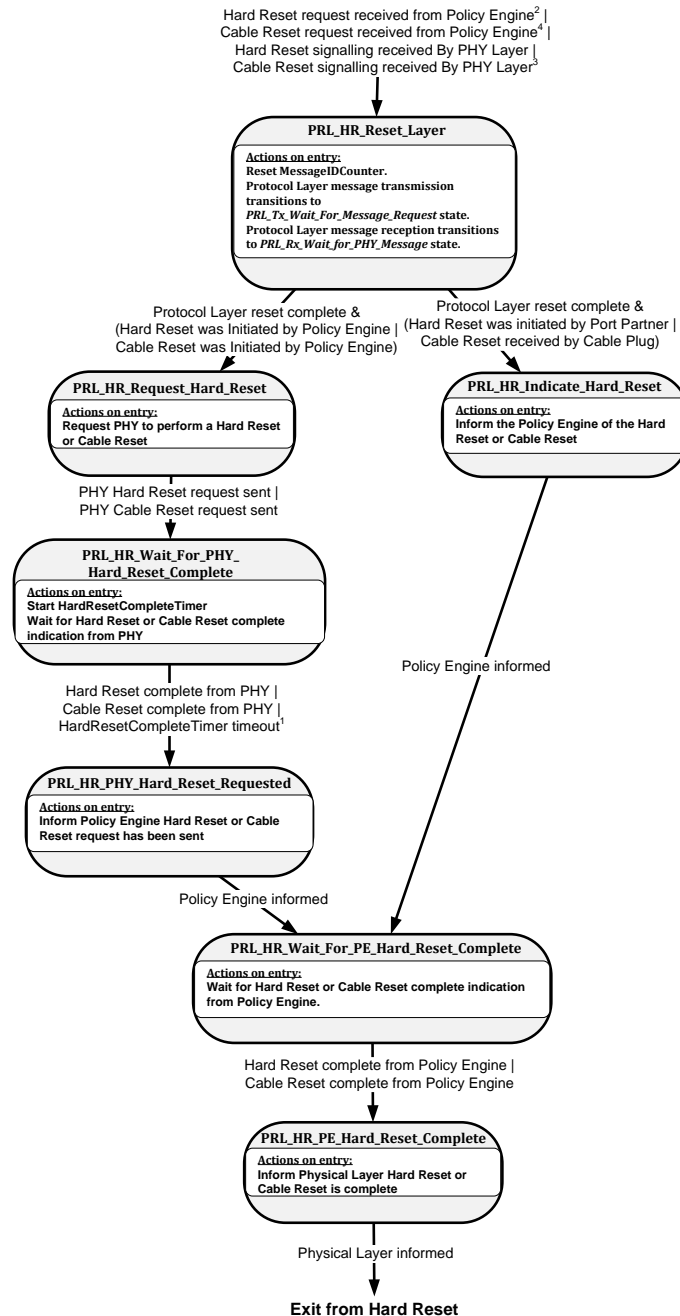 Hard Reset request received from Policy Engine² |
Cable Reset request received from Policy Engine⁴ |
Hard Reset signalling received By PHY Layer |
Cable Reset signalling received By PHY Layer³
PRL_HR_Reset_Layer
Actions on entry:
Reset MessageIDCounter.
Protocol Layer message transmission
transitions to
PRL_Tx_Wait_For_Message_Request state.
Protocol Layer message reception transitions
to PRL_Rx_Wait_for_PHY_Message state.
Protocol Layer reset complete &
(Hard Reset was Initiated by Policy Engine |
Cable Reset was Initiated by Policy Engine)
Protocol Layer reset complete &
(Hard Reset was initiated by Port Partner |
Cable Reset received by Cable Plug)
PRL_HR_Request_Hard_Reset
Actions on entry:
Request PHY to perform a Hard Reset
or Cable Reset
PRL_HR_Indicate_Hard_Reset
Actions on entry:
Inform the Policy Engine of the Hard
Reset or Cable Reset
PHY Hard Reset request sent |
PHY Cable Reset request sent
PRL_HR_Wait_For_PHY_
Hard_Reset_Complete
Actions on entry:
Start HardResetCompleteTimer
Wait for Hard Reset or Cable Reset complete
indication from PHY
Policy Engine informed
Hard Reset complete from PHY |
Cable Reset complete from PHY |
HardResetCompleteTimer timeout¹
PRL_HR_PHY_Hard_Reset_Requested
Actions on entry:
Inform Policy Engine Hard Reset or Cable
Reset request has been sent
Policy Engine informed
PRL_HR_Wait_For_PE_Hard_Reset_Complete
Actions on entry:
Wait for Hard Reset or Cable Reset complete indication
from Policy Engine.
Hard Reset complete from Policy Engine |
Cable Reset complete from Policy Engine
PRL_HR_PE_Hard_Reset_Complete
Actions on entry:
Inform Physical Layer Hard Reset or
Cable Reset is complete
Physical Layer informed
Exit from Hard Reset